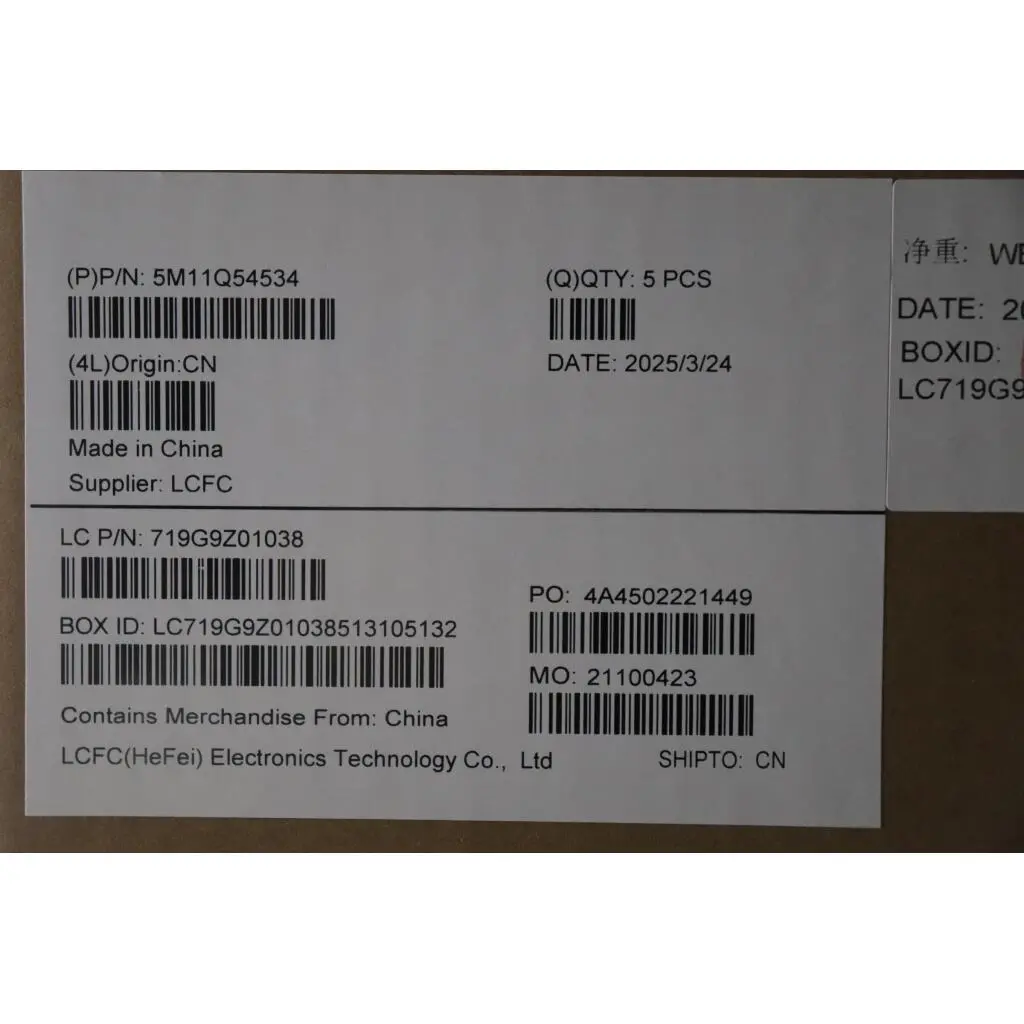 (P)P/N: 5M11Q54534
(Q)QTY: 5 PCS
(4L)Origin:CN
DATE: 2025/3/24
Made in China
Supplier: LCFC
LC P/N: 719G9Z01038
PO: 4A4502221449
BOX ID: LC719G9Z01038513105132
MO: 21100423
Contains Merchandise From: China
LCFC(HeFei) Electronics Technology Co., Ltd
SHIPTO: CN
净重:
DATE:
BOXID:
LC719G9